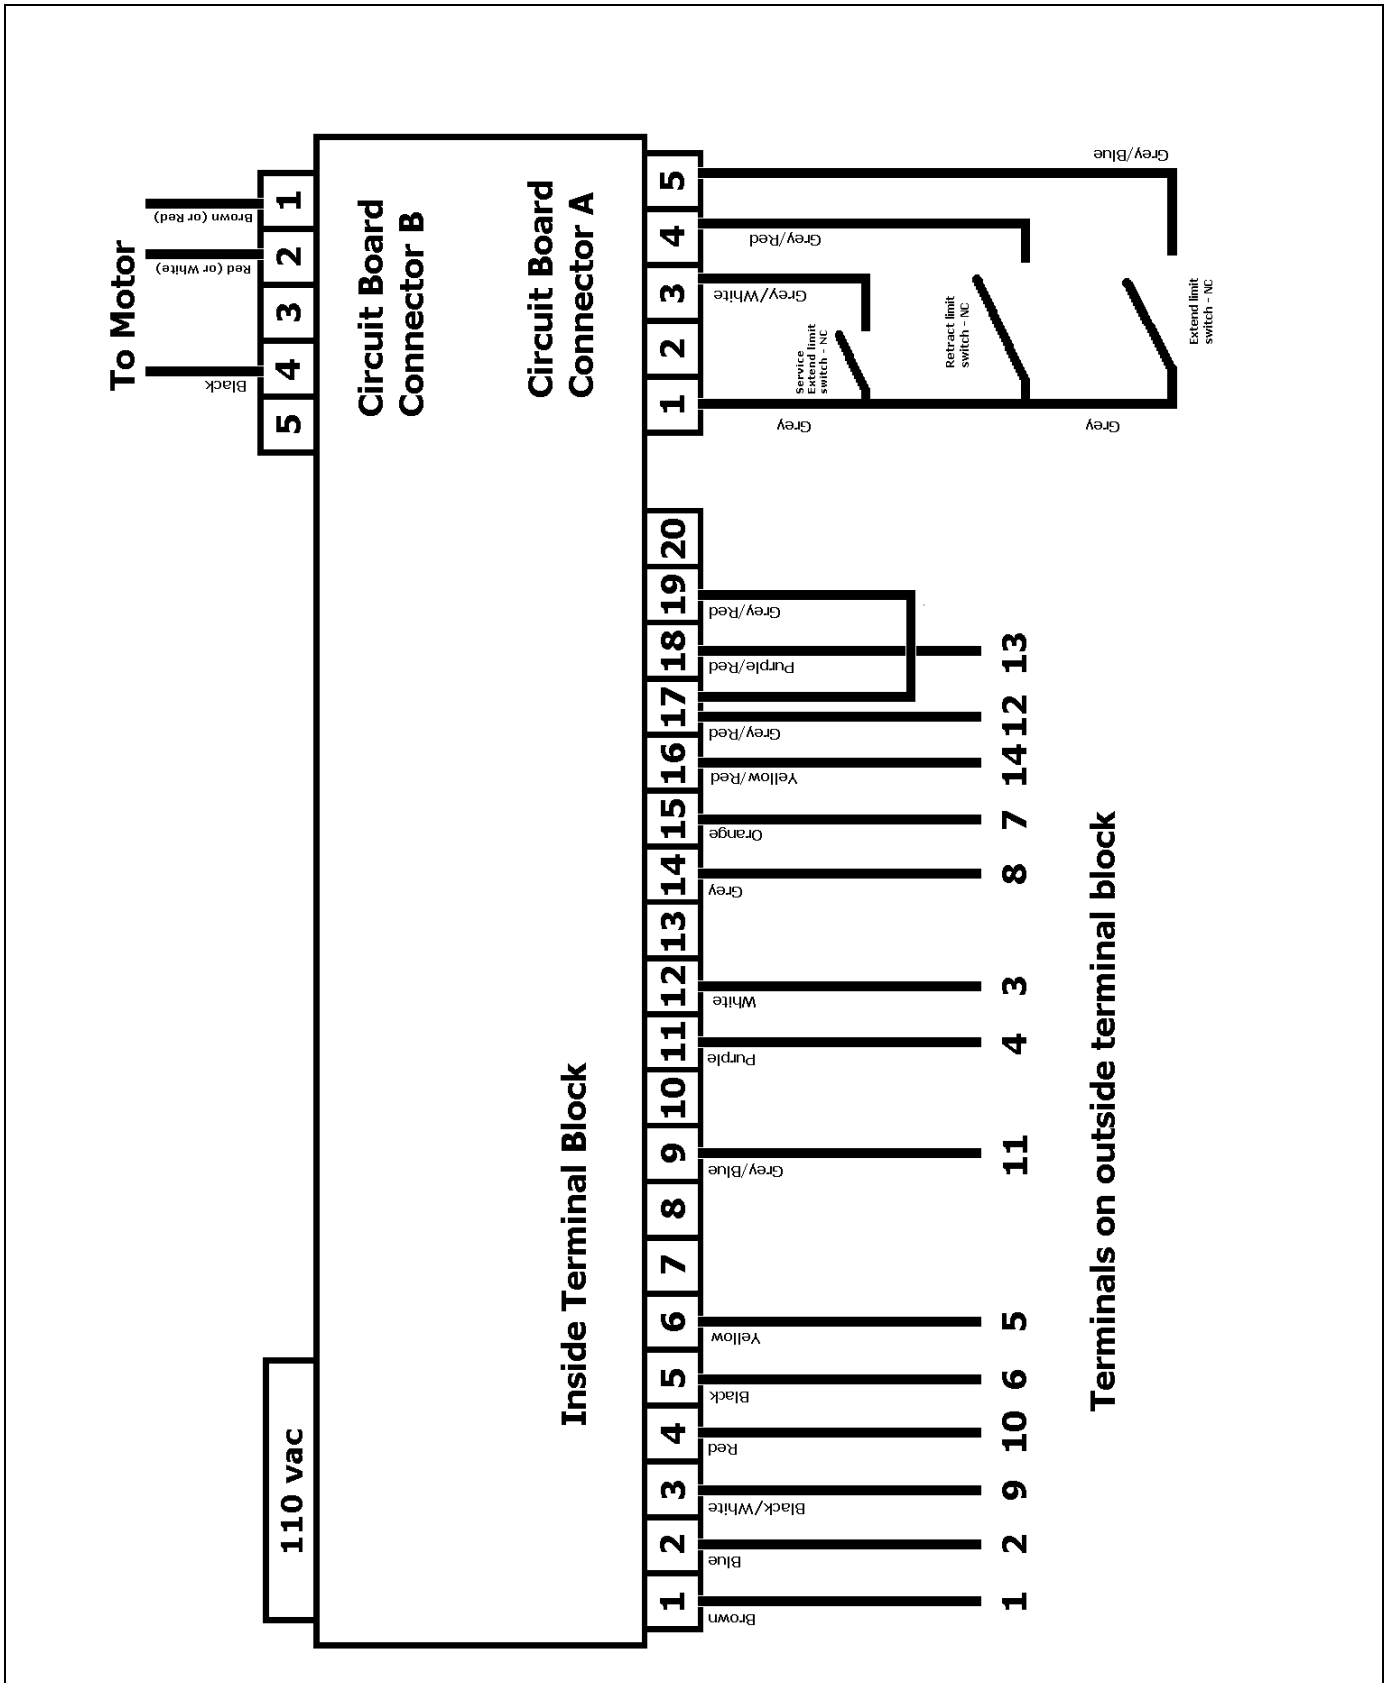 To Motor
1
Brown (or Red)
2
Red (or White)
3
4
Black
5
Circuit Board
Connector B
Circuit Board
Connector A
5
Grey/Blue
4
Grey/Red
3
Grey/White
2
1
Grey
Grey
Service
Extend limit
switch - NC
Retract limit
switch - NC
Extend limit
switch - NC
20
19
Grey/Red
18
Purple/Red
13
17
Grey/Red
12
16
Yellow/Red
14
15
Orange
7
14
Grey
8
13
12
White
3
11
Purple
4
10
9
Grey/Blue
11
8
7
6
Yellow
5
5
Black
6
4
Red
10
3
Black/White
9
2
Blue
2
1
Brown
1
Inside Terminal Block
Terminals on outside terminal block
110 vac